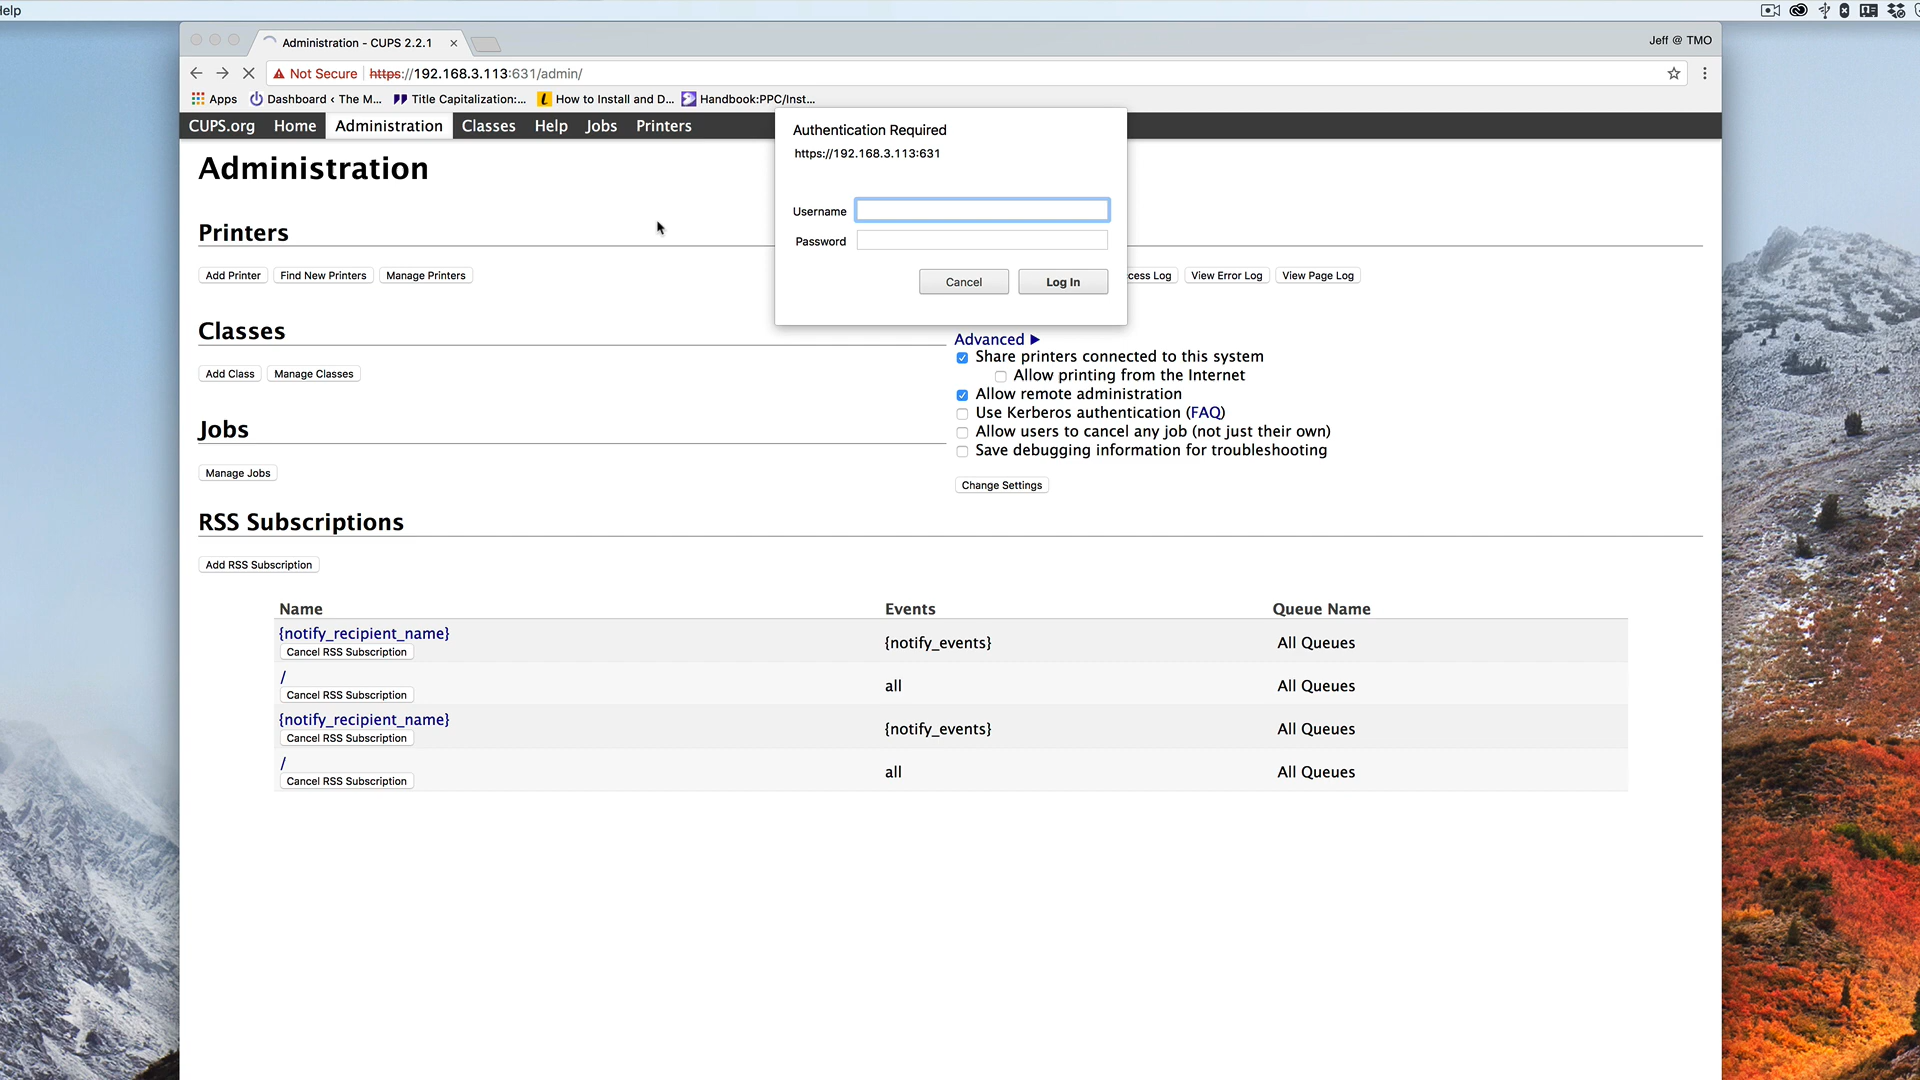 Help
Administration - CUPS 2.2.1
Jeff @ TMO
Not Secure https://192.168.3.113:631/admin/
Apps Dashboard ‹ The M... Title Capitalization:... How to Install and D... Handbook:PPC/Inst...
CUPS.org Home Administration Classes Help Jobs Printers
Authentication Required
https://192.168.3.113:631
Username
Password
Cancel Log In
Administration
Printers
Add Printer Find New Printers Manage Printers
cess Log View Error Log View Page Log
Classes
Add Class Manage Classes
Jobs
Manage Jobs
Advanced
Share printers connected to this system
Allow printing from the Internet
Allow remote administration
Use Kerberos authentication (FAQ)
Allow users to cancel any job (not just their own)
Save debugging information for troubleshooting
Change Settings
RSS Subscriptions
Add RSS Subscription
Name Events Queue Name
{notify_recipient_name} {notify_events} All Queues
Cancel RSS Subscription
/ all All Queues
Cancel RSS Subscription
{notify_recipient_name} {notify_events} All Queues
Cancel RSS Subscription
/ all All Queues
Cancel RSS Subscription